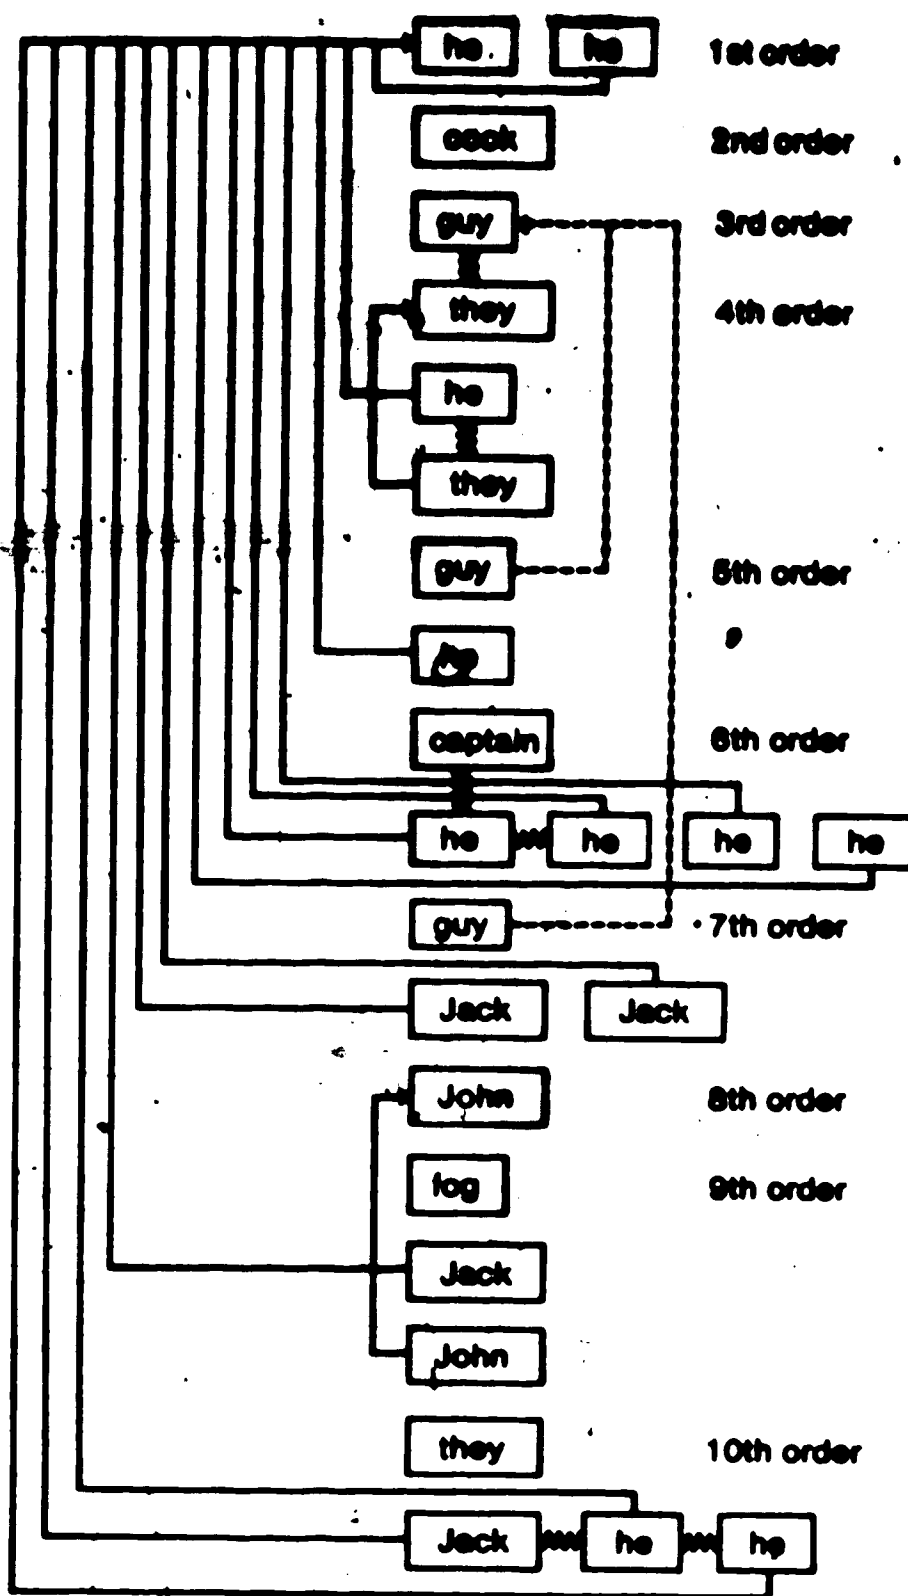 he he 1st order
cook 2nd order
guy 3rd order
they 4th order
he
they
guy 5th order
he
captain 6th order
he he he he
guy 7th order
Jack Jack
John 8th order
fog 9th order
Jack
John
they 10th order
Jack he he